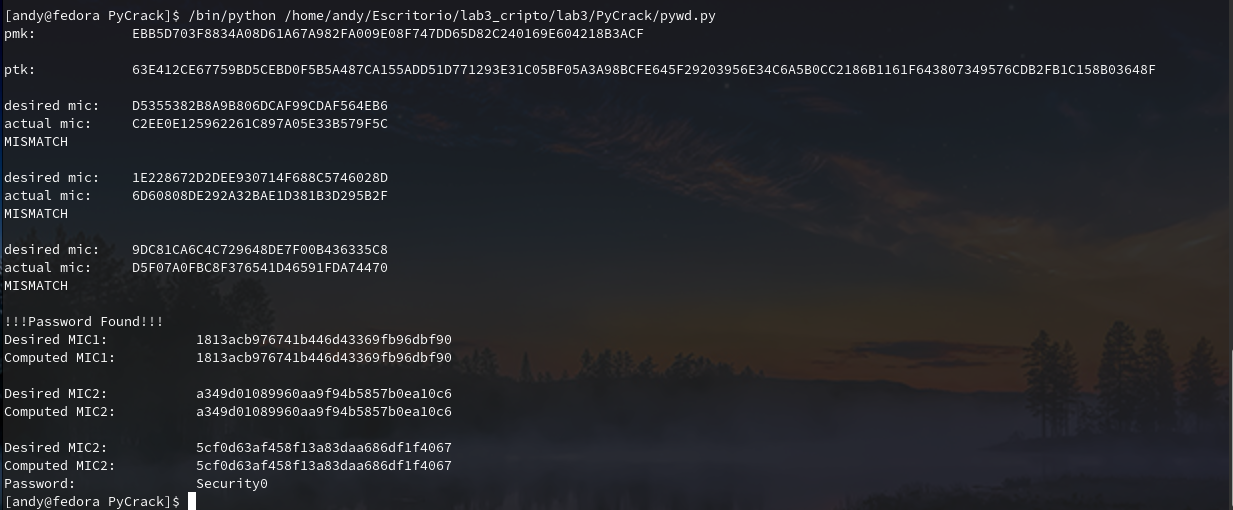 [andy@fedora PyCrack]$ /bin/python /home/andy/Escritorio/lab3_cripto/lab3/PyCrack/pywd.py
pmk: EBB5D703F8834A08D61A67A982FA009E08F747DD65D82C240169E604218B3ACF
ptk: 63E412CE67759BD5CEBD0F5B5A487CA155ADD51D771293E31C05BF05A3A98BCFE645F29203956E34C6A5B0CC2186B1161F643807349576CDB2FB1C158B03648F
desired mic: D5355382B8A9B806DCAF99CDAF564EB6
actual mic: C2EE0E125962261C897A05E33B579F5C
MISMATCH
desired mic: 1E228672D2DEE930714F688C5746028D
actual mic: 6D60808DE292A32BAE1D381B3D295B2F
MISMATCH
desired mic: 9DC81CA6C4C729648DE7F00B436335C8
actual mic: D5F07A0FBC8F376541D46591FDA74470
MISMATCH
!!!Password Found!!!
Desired MIC1: 1813acb976741b446d43369fb96dbf90
Computed MIC1: 1813acb976741b446d43369fb96dbf90
Desired MIC2: a349d01089960aa9f94b5857b0ea10c6
Computed MIC2: a349d01089960aa9f94b5857b0ea10c6
Desired MIC2: 5cf0d63af458f13a83daa686df1f4067
Computed MIC2: 5cf0d63af458f13a83daa686df1f4067
Password: Security0
[andy@fedora PyCrack]$